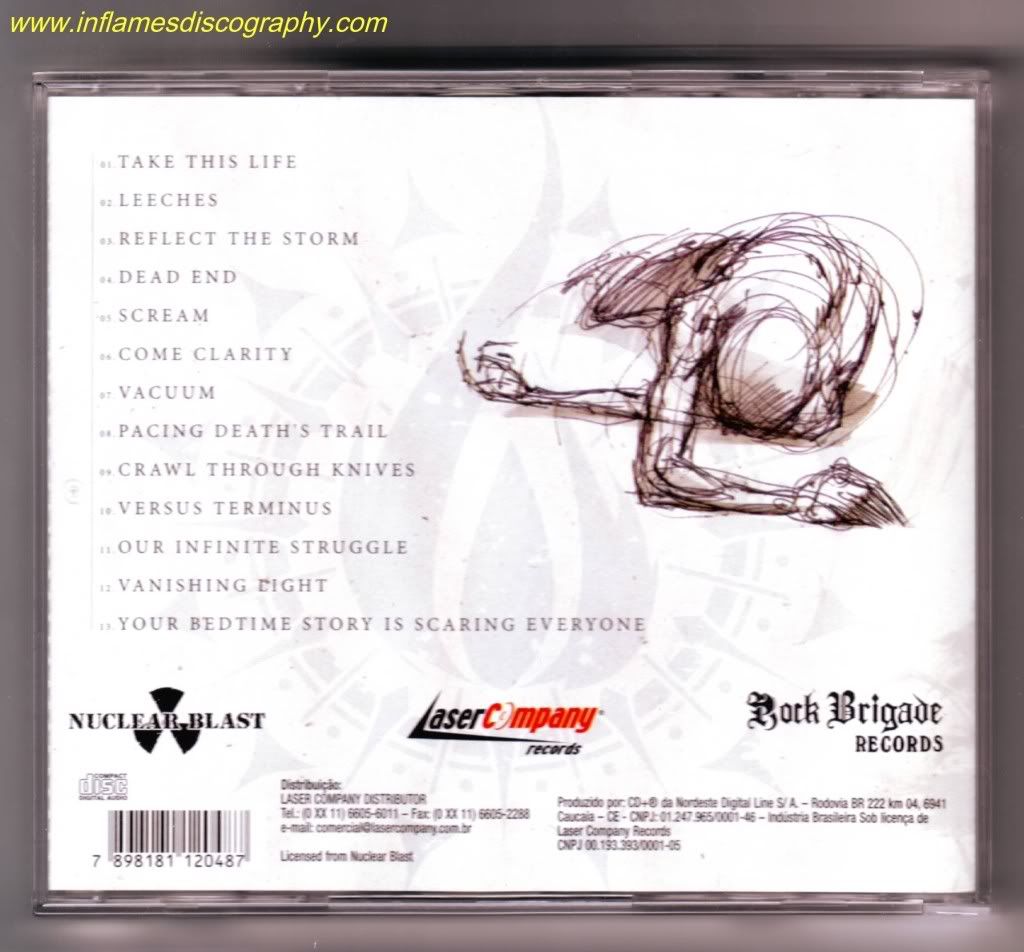 www.inflamesdiscography.com
01. TAKE THIS LIFE
02. LEECHES
03. REFLECT THE STORM
04. DEAD END
05. SCREAM
06. COME CLARITY
07. VACUUM
08. PACING DEATH'S TRAIL
09. CRAWL THROUGH KNIVES
10. VERSUS TERMINUS
11. OUR INFINITE STRUGGLE
12. VANISHING LIGHT
13. YOUR BEDTIME STORY IS SCARING EVERYONE
NUCLEAR BLAST
LaserCompany®
records
Rock Brigade
RECORDS
COMPACT
disc
DIGITAL AUDIO
7 898181 120487
Distribuição:
LASER COMPANY DISTRIBUTOR
Tel.: (0 XX 11) 6605-6011 – Fax: (0 XX 11) 6605-2288
e-mail: comercial@lasercompany.com.br
Licensed from Nuclear Blast
Produzido por: CD+® da Nordeste Digital Line S/A. – Rodovia BR 222 km 04, 6941
Caucaia – CE - CNPJ: 01.247.965/0001-46 – Indústria Brasileira Sob licença de
Laser Company Records
CNPJ 00.193.393/0001-05